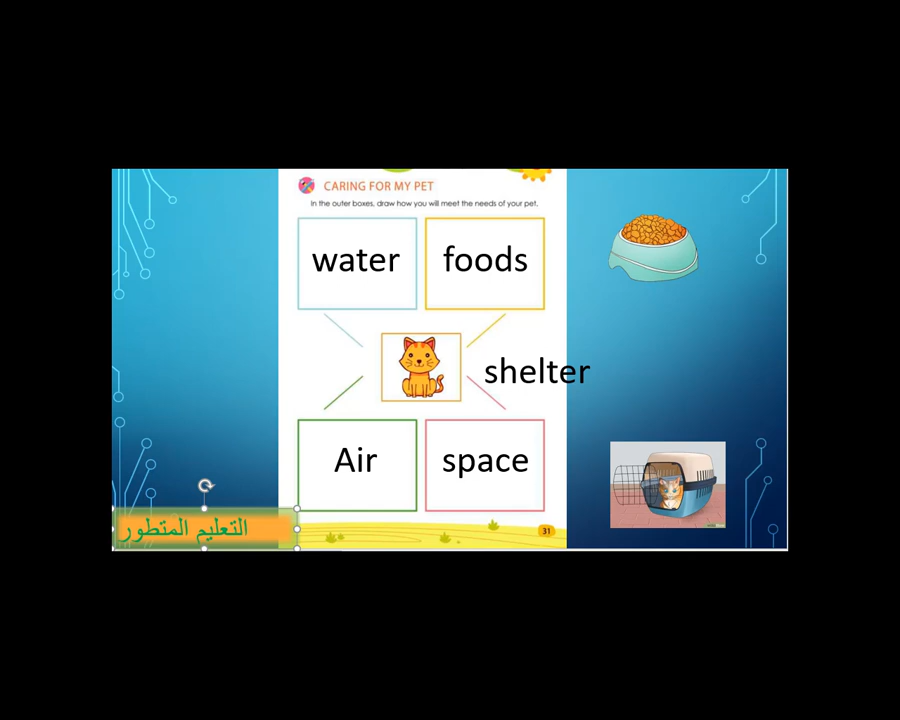 CARING FOR MY PET
In the outer boxes, draw how you will meet the needs of your pet.
water
foods
shelter
Air
space
التعليم المتطور
31